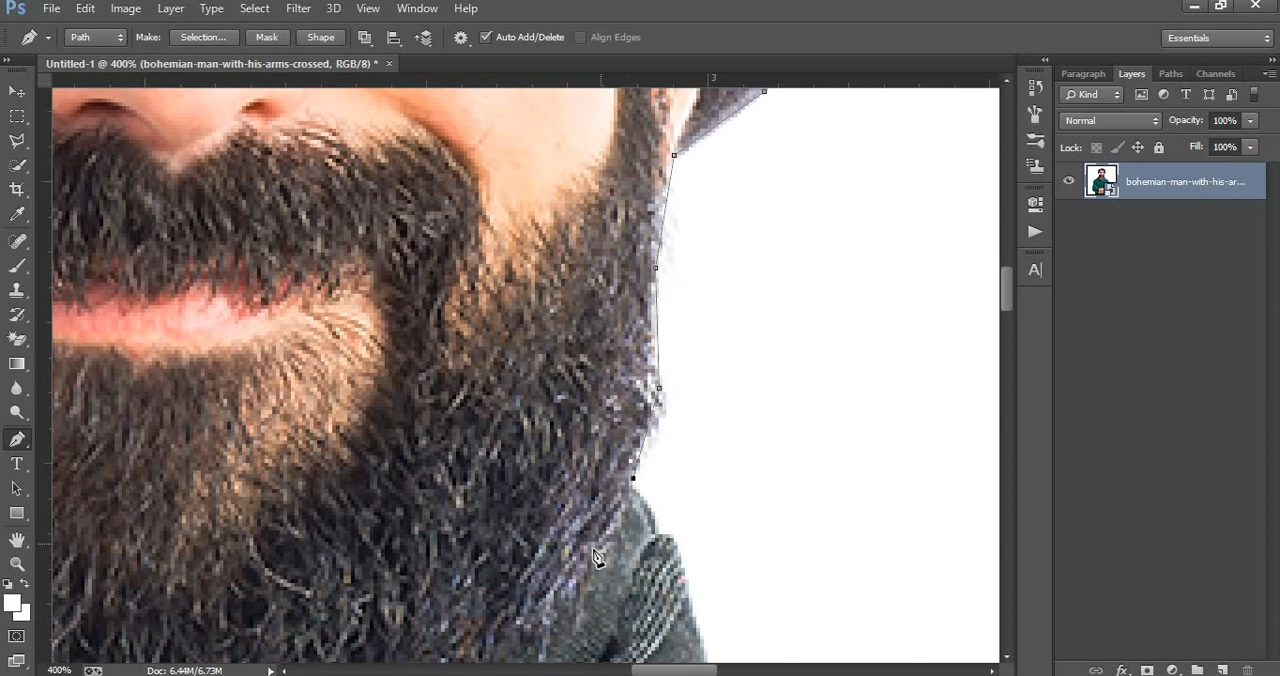 Ps File Edit Image Layer Type Select Filter 3D View Window Help
Path Make: Selection... Mask Shape Auto Add/Delete Align Edges Essentials
Untitled-1 @ 400% (bohemian-man-with-his-arms-crossed, RGB/8) * ×
3
Paragraph Layers Paths Channels
Kind T
Normal Opacity: 100%
Lock: Fill: 100%
bohemian-man-with-his-ar...
A
T
400% Doc: 6.44M/6.73M
fx